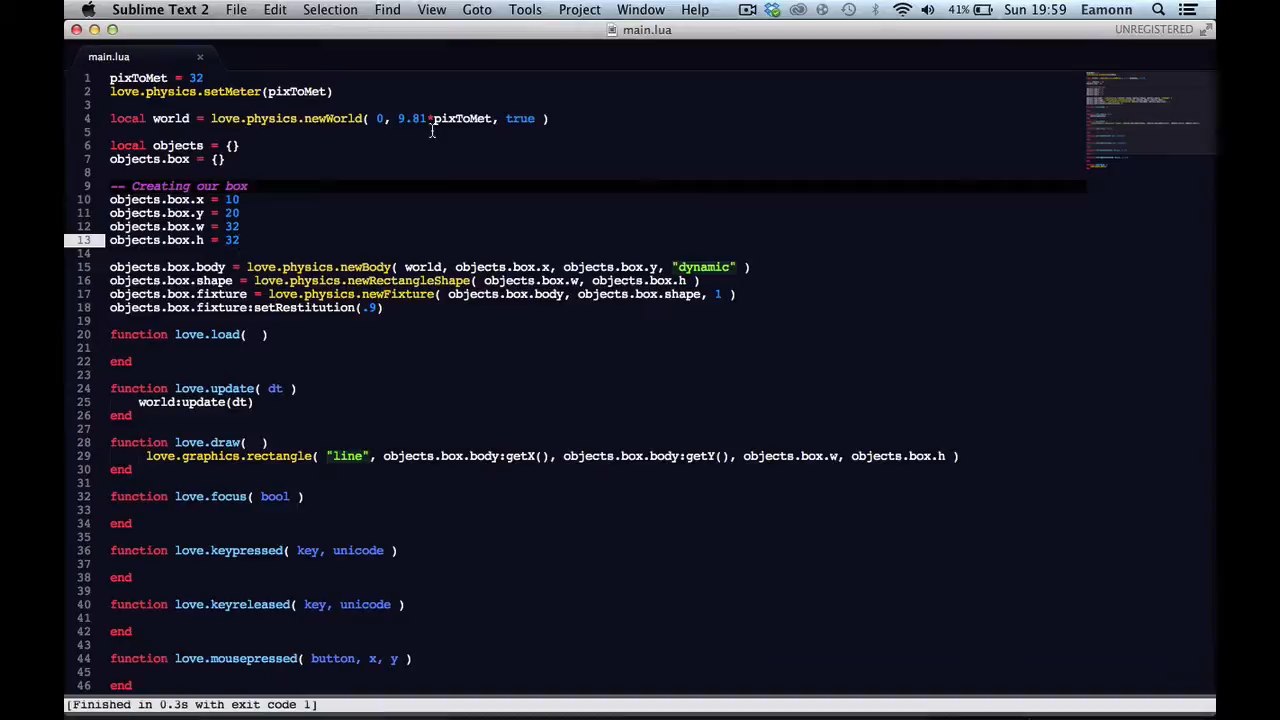 Sublime Text 2 File Edit Selection Find View Goto Tools Project Window Help 41% Sun 19:59 Eamonn
main.lua UNREGISTERED
main.lua ×
1 pixToMet = 32
2 love.physics.setMeter(pixToMet)
3
4 local world = love.physics.newWorld( 0, 9.81*pixToMet, true )
5
6 local objects = {}
7 objects.box = {}
8
9 -- Creating our box
10 objects.box.x = 10
11 objects.box.y = 20
12 objects.box.w = 32
13 objects.box.h = 32
14
15 objects.box.body = love.physics.newBody( world, objects.box.x, objects.box.y, "dynamic" )
16 objects.box.shape = love.physics.newRectangleShape( objects.box.w, objects.box.h )
17 objects.box.fixture = love.physics.newFixture( objects.box.body, objects.box.shape, 1 )
18 objects.box.fixture:setRestitution(.9)
19
20 function love.load(  )
21
22 end
23
24 function love.update( dt )
25 world:update(dt)
26 end
27
28 function love.draw(  )
29 love.graphics.rectangle( "line", objects.box.body:getX(), objects.box.body:getY(), objects.box.w, objects.box.h )
30 end
31
32 function love.focus( bool )
33
34 end
35
36 function love.keypressed( key, unicode )
37
38 end
39
40 function love.keyreleased( key, unicode )
41
42 end
43
44 function love.mousepressed( button, x, y )
45
46 end
[Finished in 0.3s with exit code 1]